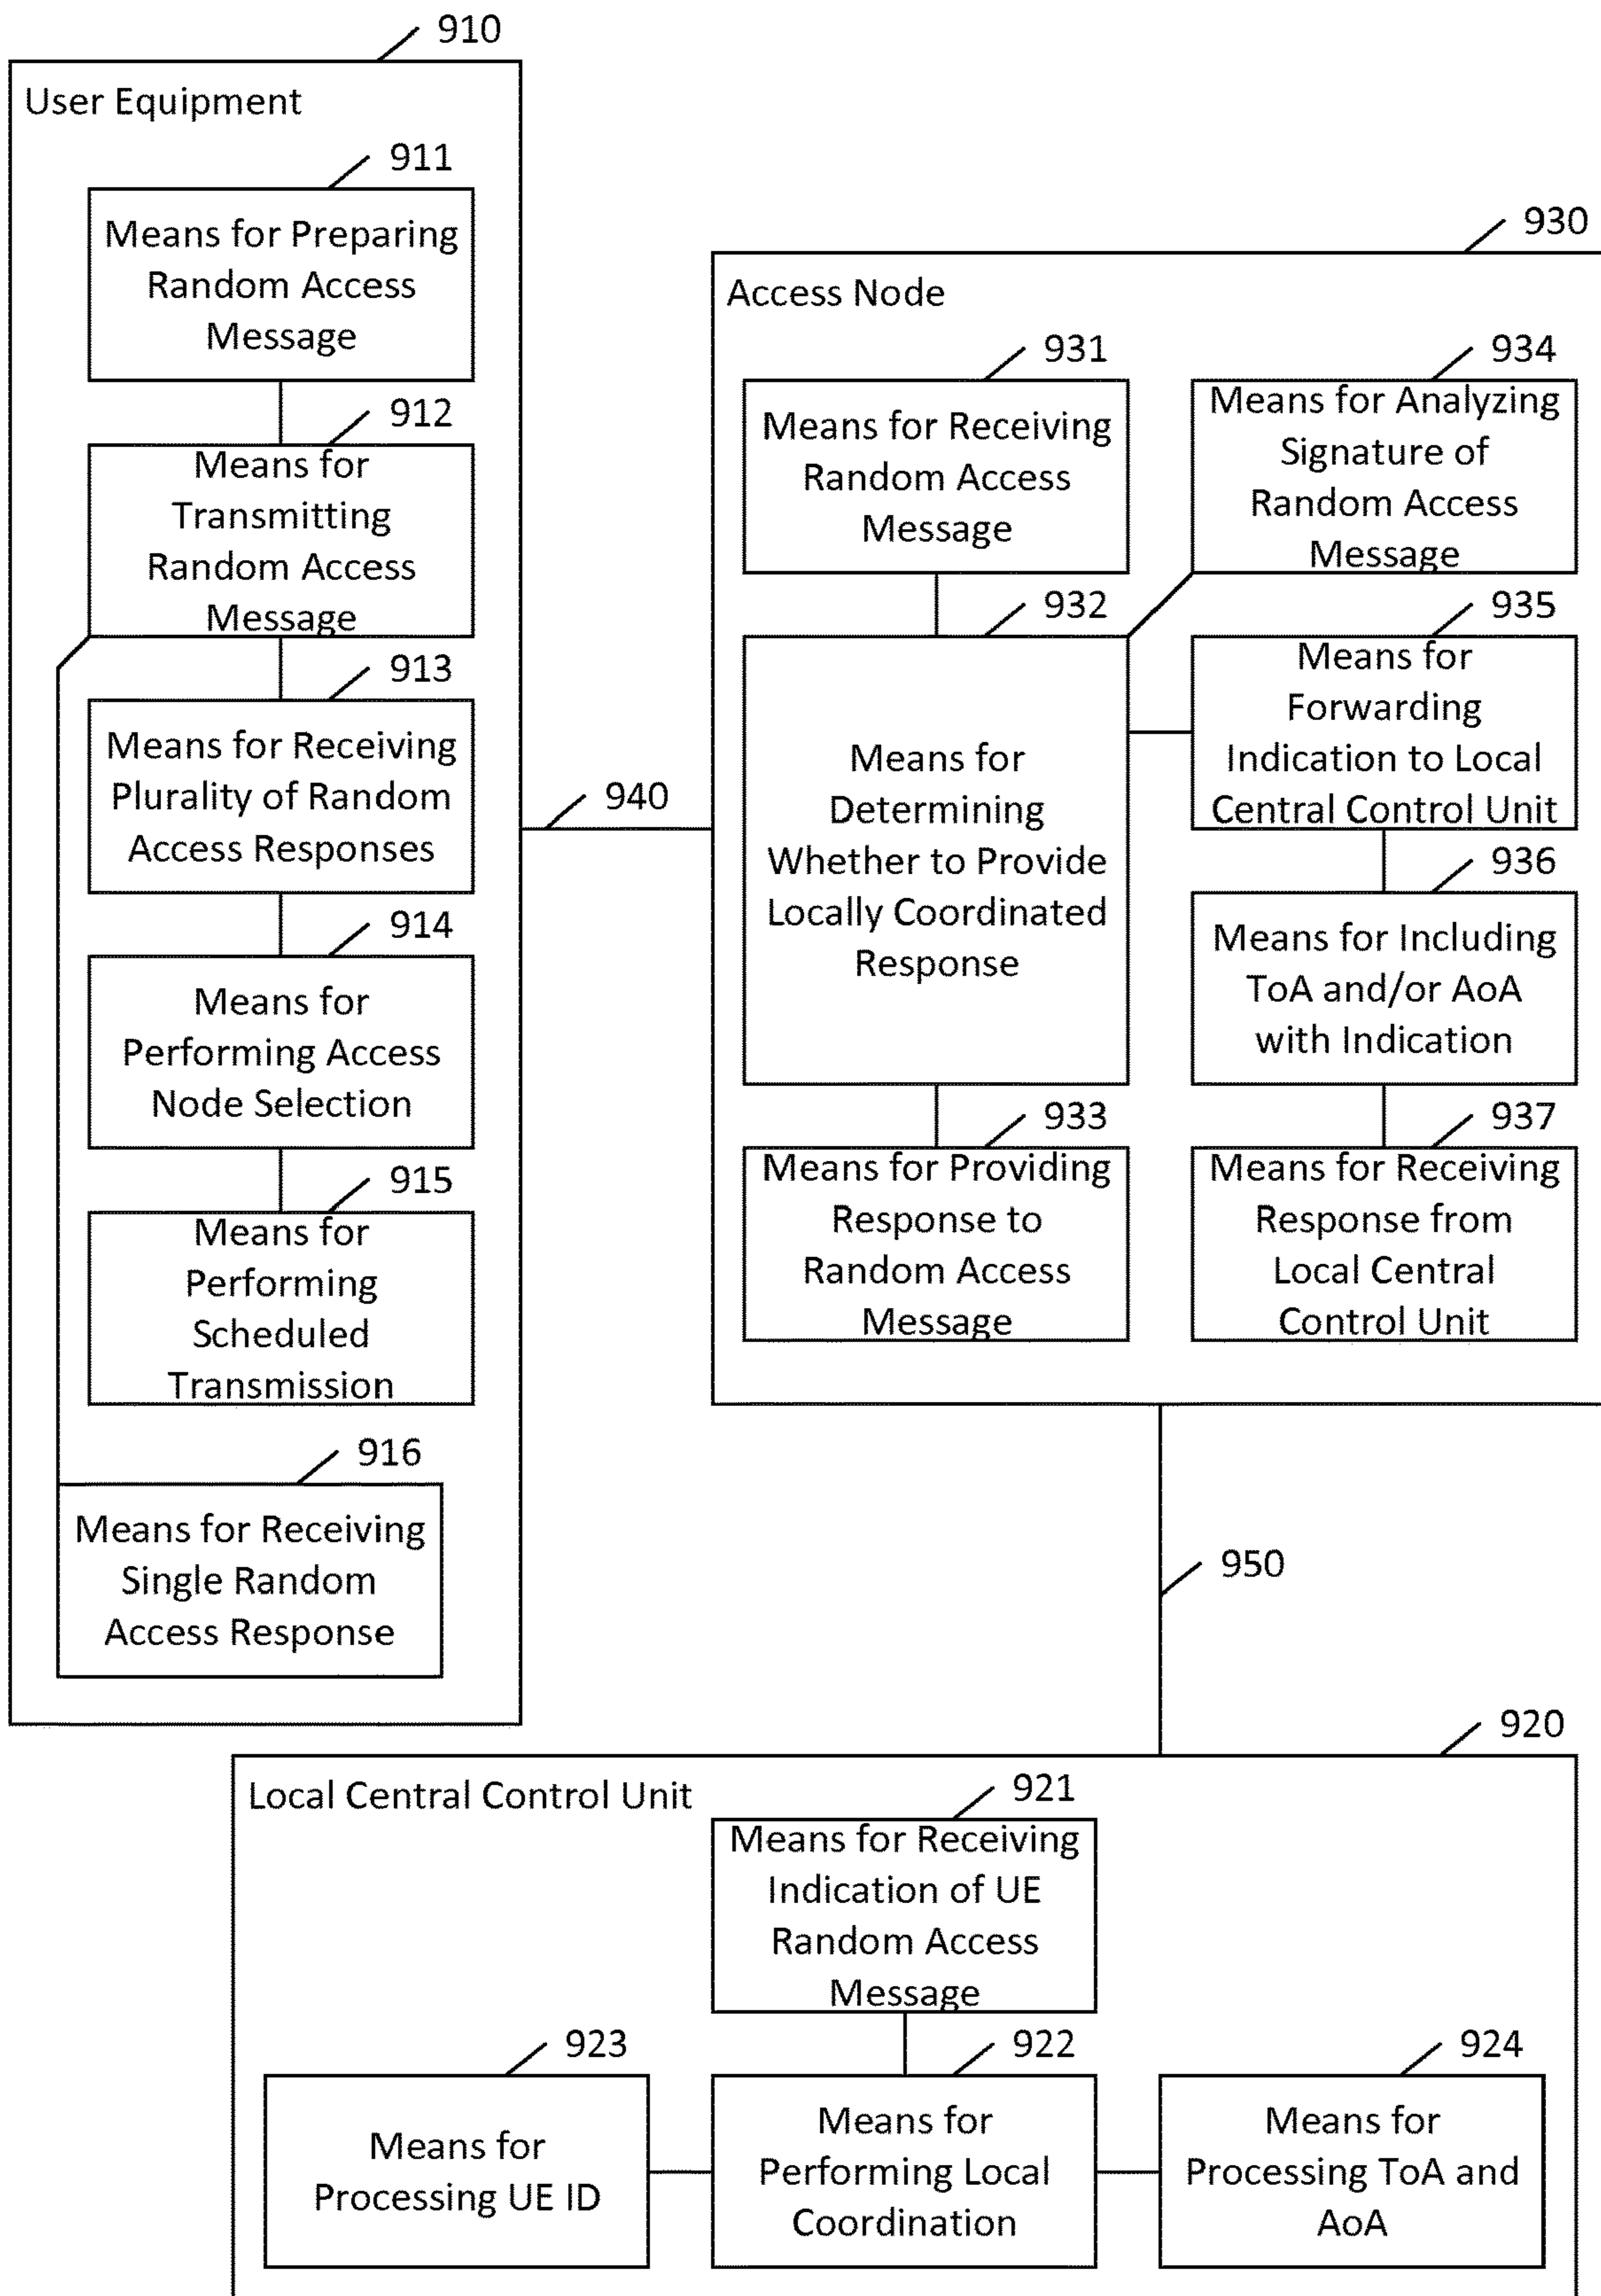 910
User Equipment
911
Means for Preparing
Random Access
Message
912
Means for
Transmitting
Random Access
Message
913
Means for Receiving
Plurality of Random
Access Responses
914
Means for
Performing Access
Node Selection
915
Means for
Performing
Scheduled
Transmission
916
Means for Receiving
Single Random
Access Response
940
930
Access Node
931
Means for Receiving
Random Access
Message
932
Means for
Determining
Whether to Provide
Locally Coordinated
Response
933
Means for Providing
Response to
Random Access
Message
934
Means for Analyzing
Signature of
Random Access
Message
935
Means for
Forwarding
Indication to Local
Central Control Unit
936
Means for Including
ToA and/or AoA
with Indication
937
Means for Receiving
Response from
Local Central
Control Unit
950
920
Local Central Control Unit
921
Means for Receiving
Indication of UE
Random Access
Message
923
Means for
Processing UE ID
922
Means for
Performing Local
Coordination
924
Means for
Processing ToA and
AoA